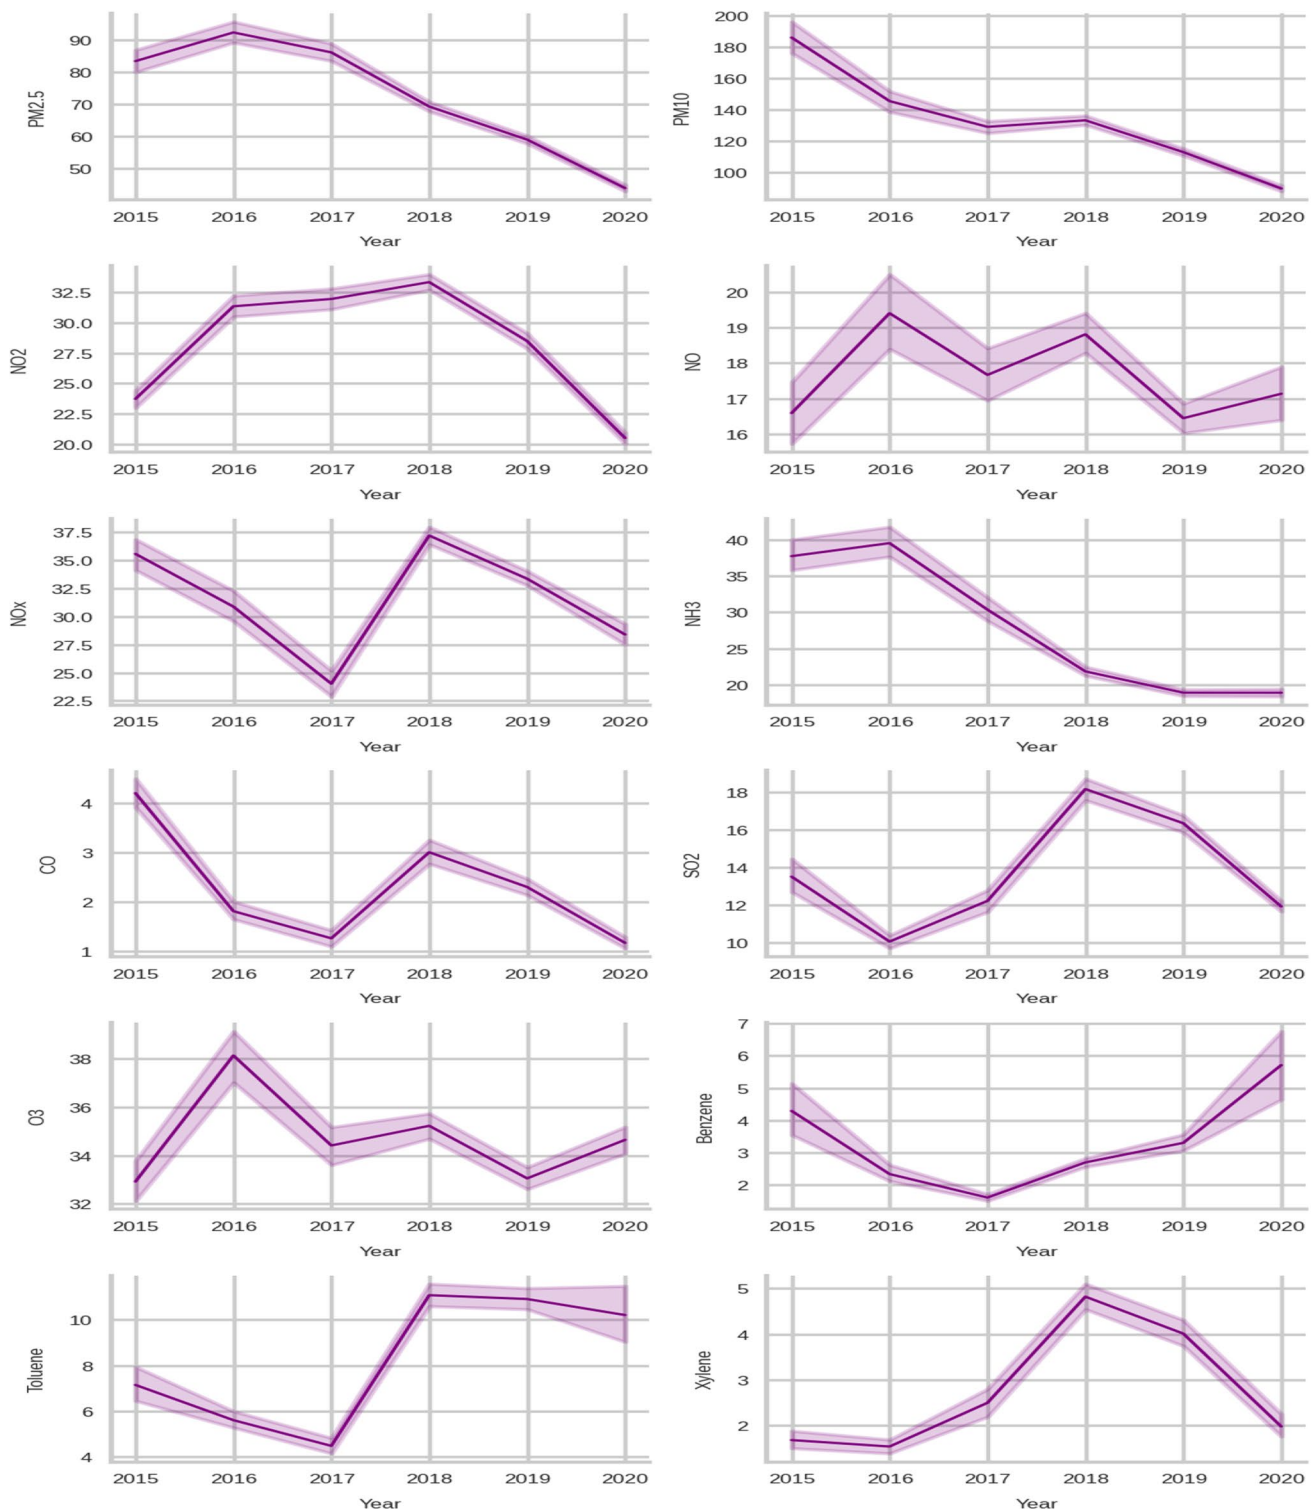 PM2.5
90
80
70
60
50
2015 2016 2017 2018 2019 2020
Year
PM10
200
180
160
140
120
100
2015 2016 2017 2018 2019 2020
Year
NO2
32.5
30.0
27.5
25.0
22.5
20.0
2015 2016 2017 2018 2019 2020
Year
NO
20
19
18
17
16
2015 2016 2017 2018 2019 2020
Year
NOx
37.5
35.0
32.5
30.0
27.5
25.0
22.5
2015 2016 2017 2018 2019 2020
Year
NH3
40
35
30
25
20
2015 2016 2017 2018 2019 2020
Year
CO
4
3
2
1
2015 2016 2017 2018 2019 2020
Year
SO2
18
16
14
12
10
2015 2016 2017 2018 2019 2020
Year
O3
38
36
34
32
2015 2016 2017 2018 2019 2020
Year
Benzene
7
6
5
4
3
2
2015 2016 2017 2018 2019 2020
Year
Toluene
10
8
6
4
2015 2016 2017 2018 2019 2020
Year
Xylene
5
4
3
2
2015 2016 2017 2018 2019 2020
Year